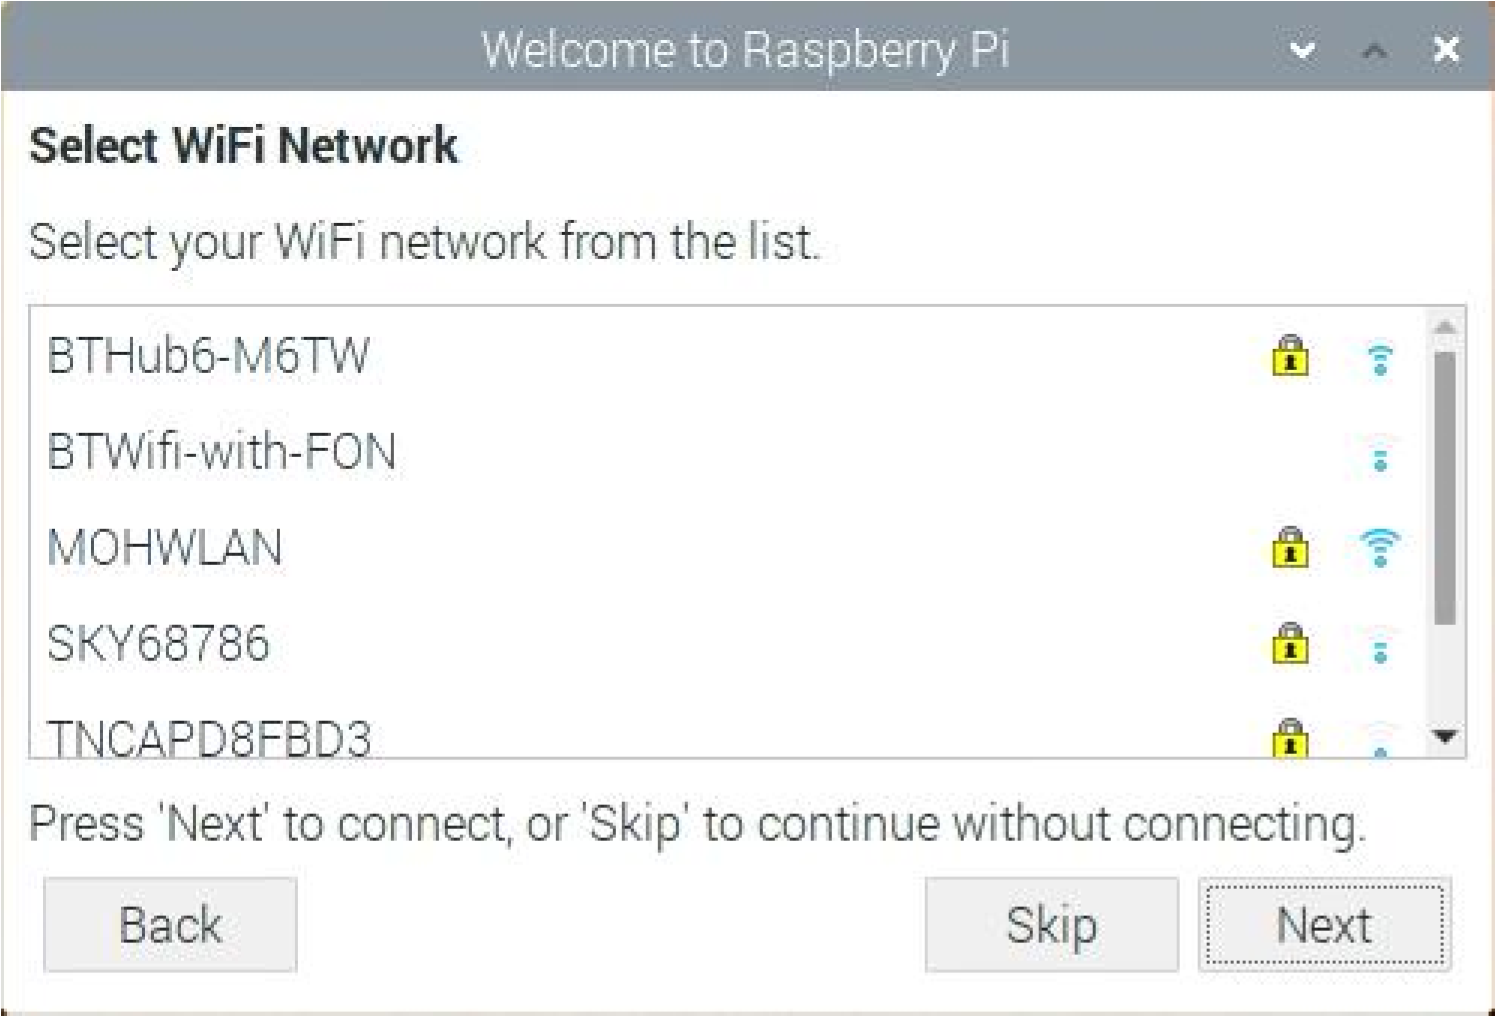 Welcome to Raspberry Pi
Select WiFi Network
Select your WiFi network from the list.
BTHub6-M6TW
BTWifi-with-FON
MOHWLAN
SKY68786
TNCAPD8FBD3
Press 'Next' to connect, or 'Skip' to continue without connecting.
Back Skip Next